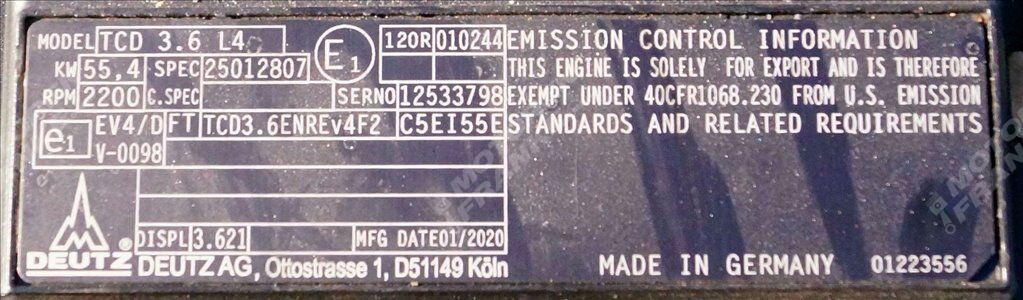 MODEL TCD 3.6 L4 E1 120R 010244
KW 55,4 SPEC 25012807
RPM 2200 C.SPEC SERNO 12533798
e1 EV4/D FT TCD3.6ENREv4F2 C5EI55E
V-0098
DISPL 3.621 MFG DATE 01/2020
DEUTZ® DEUTZ AG, Ottostrasse 1, D51149 Köln
EMISSION CONTROL INFORMATION
THIS ENGINE IS SOLELY FOR EXPORT AND IS THEREFORE
EXEMPT UNDER 40CFR1068.230 FROM U.S. EMISSION
STANDARDS AND RELATED REQUIREMENTS
MADE IN GERMANY 01223556